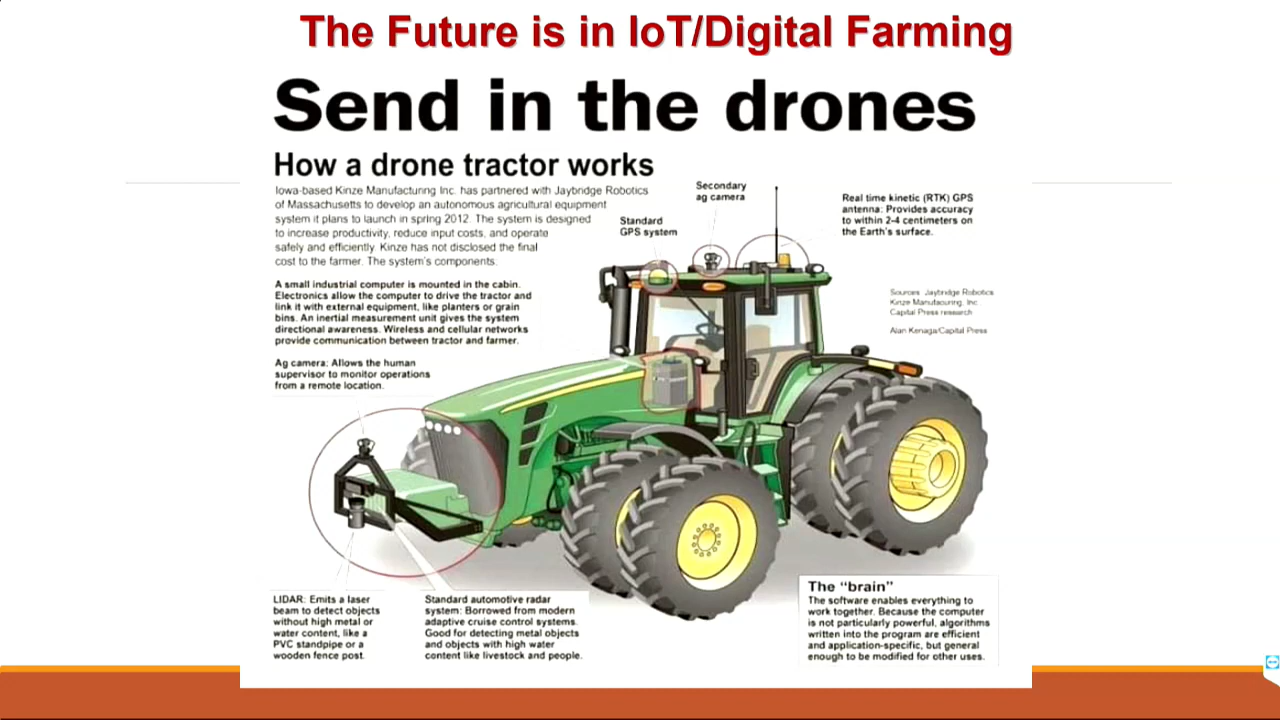 The Future is in IoT/Digital Farming
Send in the drones
How a drone tractor works
Iowa-based Kinze Manufacturing Inc. has partnered with Jaybridge Robotics
of Massachusetts to develop an autonomous agricultural equipment
system it plans to launch in spring 2012. The system is designed
to increase productivity, reduce input costs, and operate
safely and efficiently. Kinze has not disclosed the final
cost to the farmer. The system's components.
Standard
GPS system
Secondary
ag camera
Real time kinetic (RTK) GPS
antenna: Provides accuracy
to within 2-4 centimeters on
the Earth's surface.
A small industrial computer is mounted in the cabin.
Electronics allow the computer to drive the tractor and
link it with external equipment, like planters or grain
bins. An inertial measurement unit gives the system
directional awareness. Wireless and cellular networks
provide communication between tractor and farmer.
Sources: Jaybridge Robotics
Kinze Manufacuring, Inc
Capital Press research
Alan Kenaga/Capital Press
Ag camera: Allows the human
supervisor to monitor operations
from a remote location.
LIDAR: Emits a laser
beam to detect objects
without high metal or
water content, like a
PVC standpipe or a
wooden fence post.
Standard automotive radar
system: Borrowed from modern
adaptive cruise control systems.
Good for detecting metal objects
and objects with high water
content like livestock and people.
The “brain”
The software enables everything to
work together. Because the computer
is not particularly powerful, algorithms
written into the program are efficient
and application-specific, but general
enough to be modified for other uses.